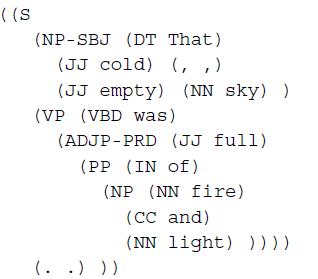 ((S
(NP-SBJ (DT That)
(JJ cold) (, ,)
(JJ empty) (NN sky) )
(VP (VBD was)
(ADJP-PRD (JJ full)
(PP (IN of)
(NP (NN fire)
(CC and)
(NN light) ))))
(. .) ))